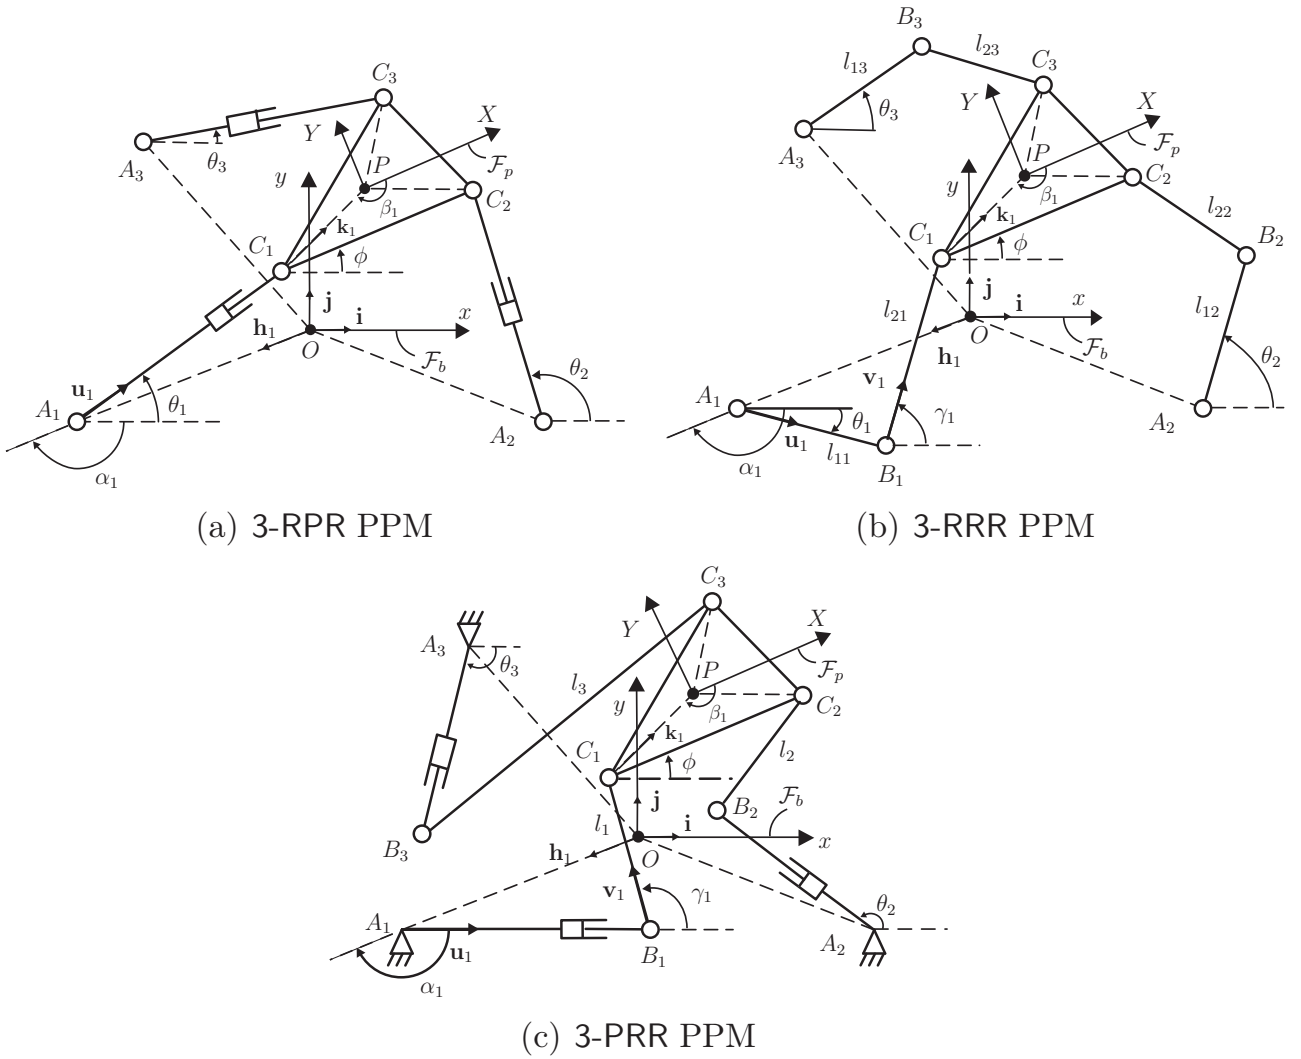 C₃
Y
X
A₃
θ₃
P
ℱₚ
y
β₁
C₂
k₁
C₁
ϕ
j
i
x
h₁
O
ℱ_b
u₁
θ₂
A₁
θ₁
A₂
α₁
(a) 3-RPR PPM
B₃
l₂₃
l₁₃
C₃
Y
X
θ₃
A₃
P
ℱₚ
y
β₁
C₂
k₁
l₂₂
C₁
ϕ
B₂
j
i
x
l₂₁
l₁₂
O
ℱ_b
h₁
θ₂
v₁
A₁
θ₁
γ₁
A₂
u₁
l₁₁
α₁
B₁
(b) 3-RRR PPM
C₃
Y
X
A₃
θ₃
P
ℱₚ
l₃
y
β₁
C₂
k₁
C₁
l₂
ϕ
j
B₂
ℱ_b
l₁
i
x
B₃
h₁
O
v₁
γ₁
θ₂
A₁
A₂
u₁
B₁
α₁
(c) 3-PRR PPM